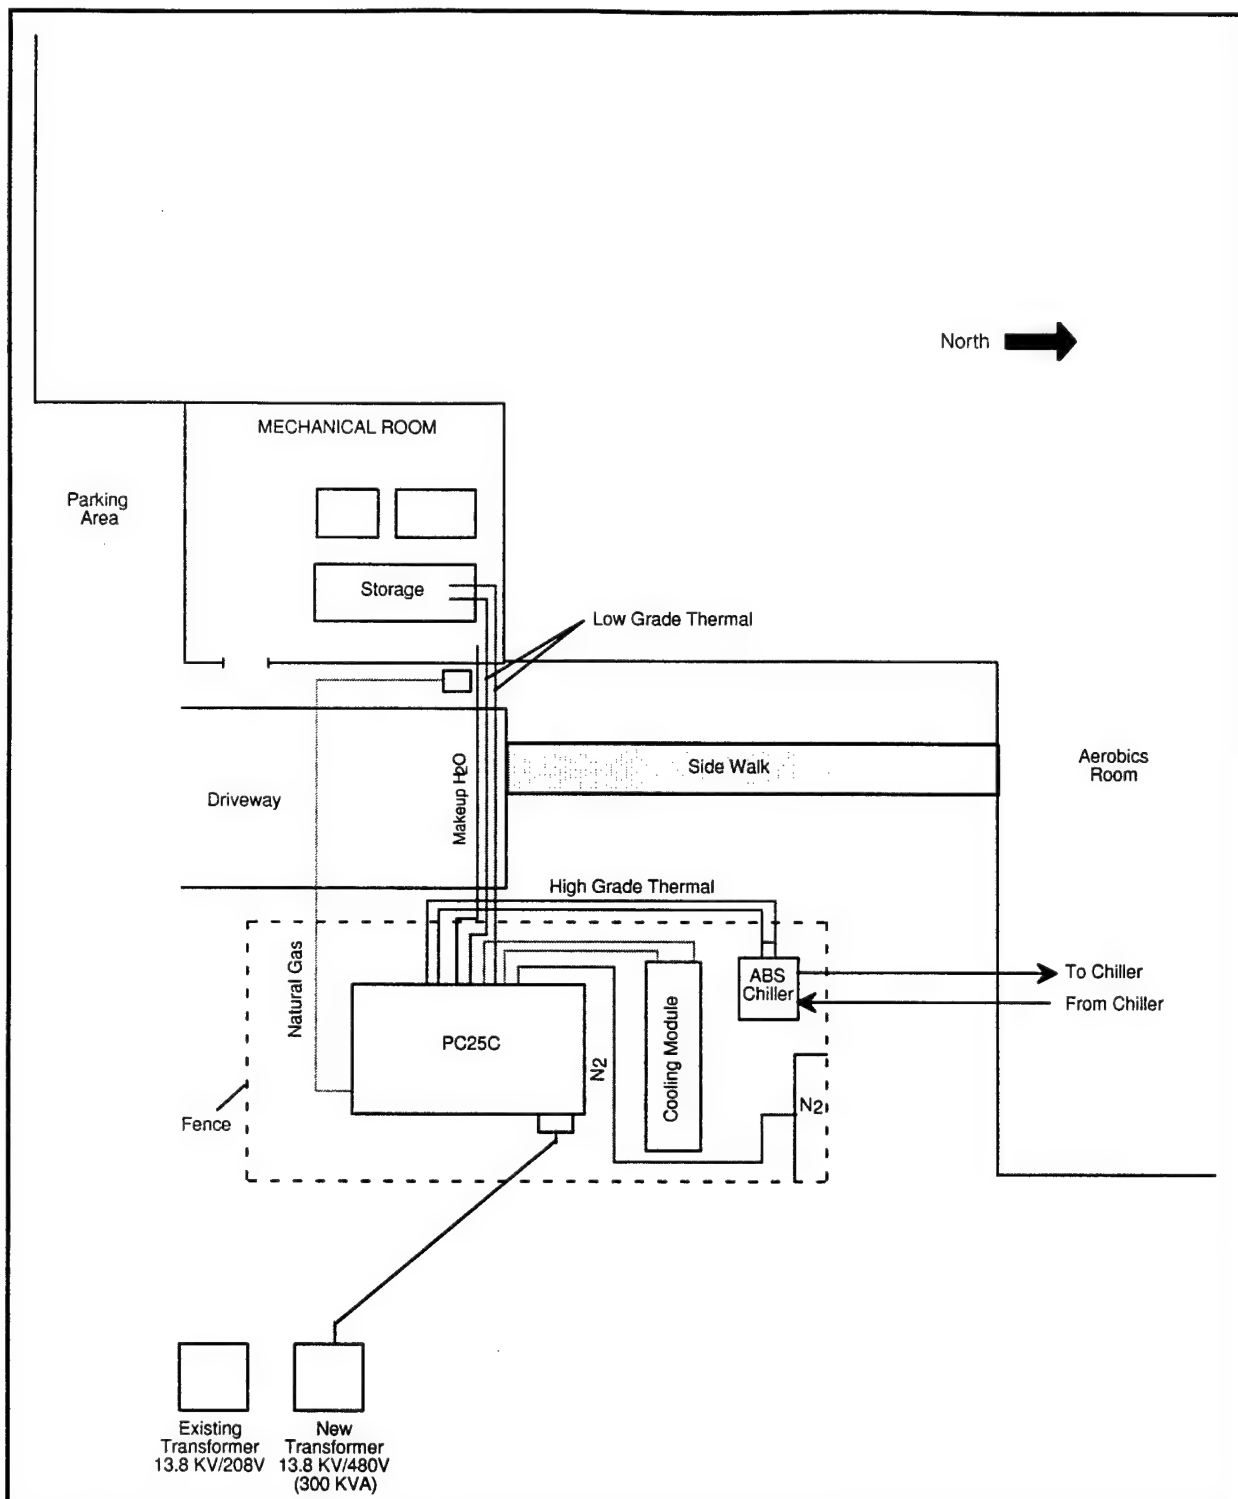 North
MECHANICAL ROOM
Parking
Area
Storage
Low Grade Thermal
Makeup H2O
Side Walk
Aerobics
Room
Driveway
High Grade Thermal
Natural Gas
ABS
Chiller
To Chiller
From Chiller
PC25C
N2
Cooling Module
N2
Fence
Existing
Transformer
13.8 KV/208V
New
Transformer
13.8 KV/480V
(300 KVA)